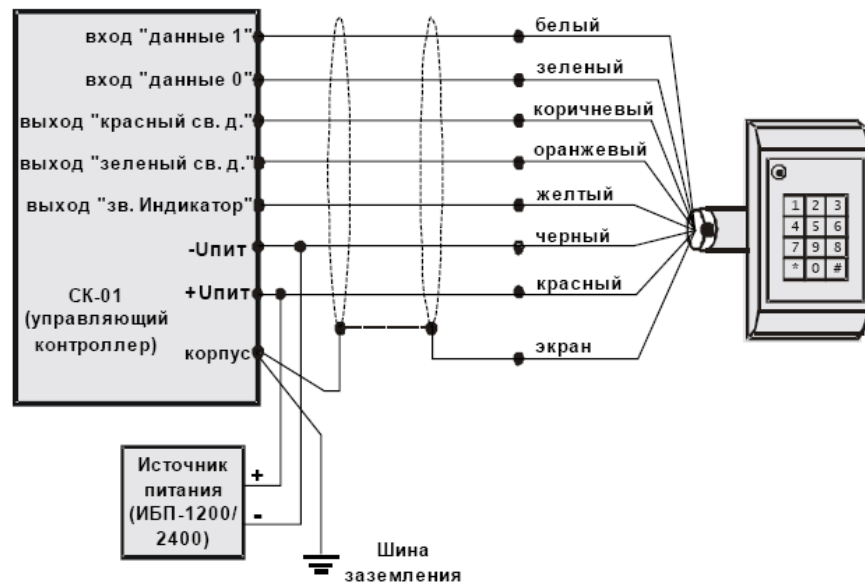 вход "данные 1"
белый
вход "данные 0"
зеленый
выход "красный св. д."
коричневый
выход "зеленый св. д."
оранжевый
выход "зв. Индикатор"
желтый
-Uпит
черный
+Uпит
красный
СК-01
(управляющий
контроллер)
корпус
экран
1 2 3
4 5 6
7 9 8
* 0 #
Источник
питания
(ИБП-1200/
2400)
+
-
Шина
заземления